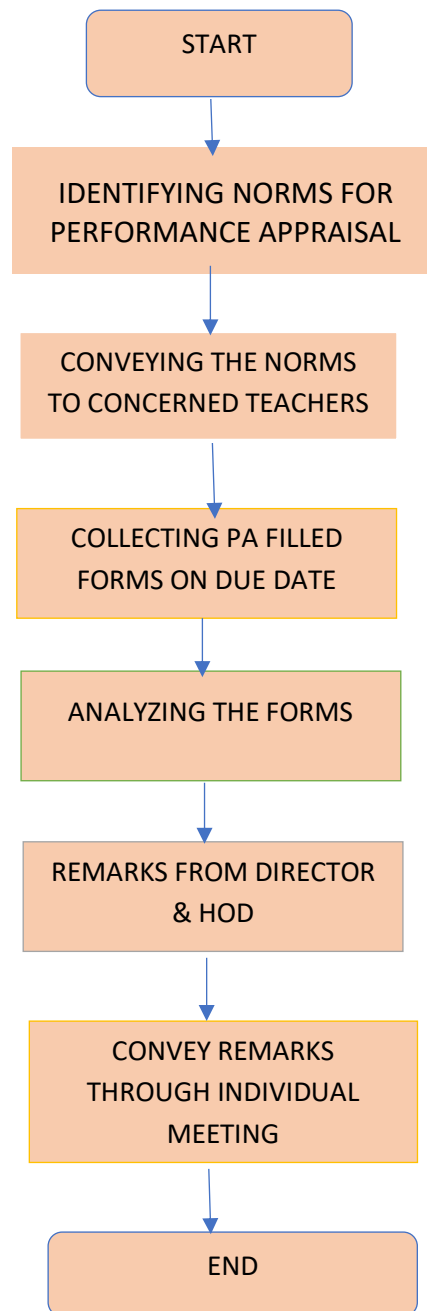 START
IDENTIFYING NORMS FOR
PERFORMANCE APPRAISAL
CONVEYING THE NORMS
TO CONCERNED TEACHERS
COLLECTING PA FILLED
FORMS ON DUE DATE
ANALYZING THE FORMS
REMARKS FROM DIRECTOR
& HOD
CONVEY REMARKS
THROUGH INDIVIDUAL
MEETING
END